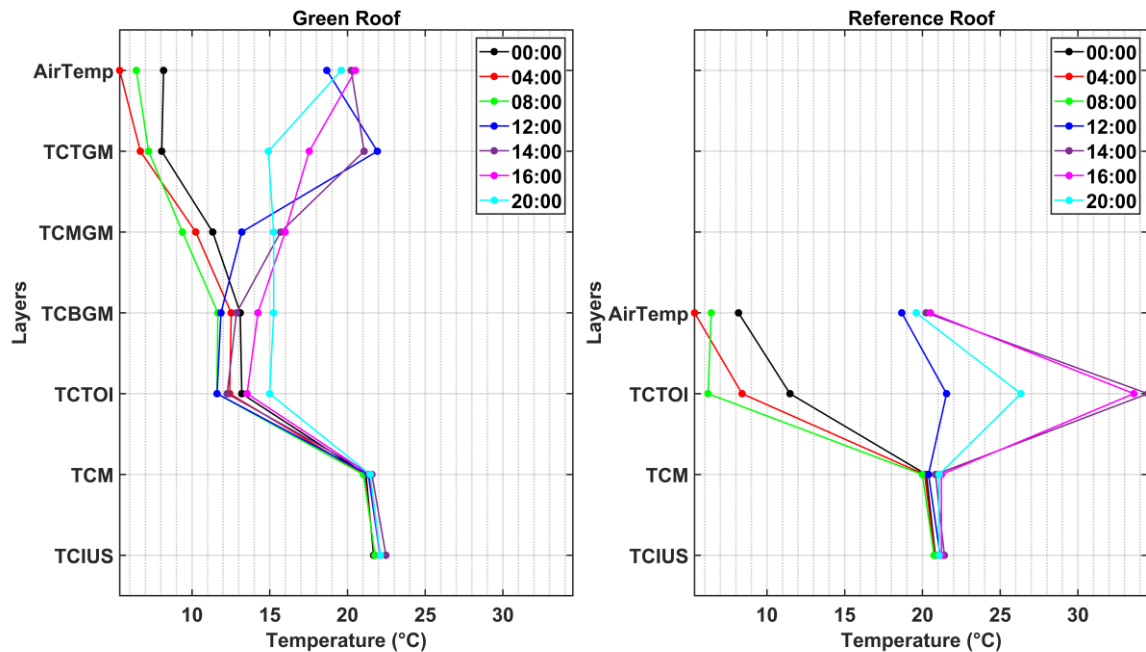 Green Roof
00:00
04:00
08:00
12:00
14:00
16:00
20:00
Layers
AirTemp
TCTGM
TCMGM
TCBGM
TCTOI
TCM
TCIUS
10 15 20 25 30
Temperature (°C)
Reference Roof
00:00
04:00
08:00
12:00
14:00
16:00
20:00
Layers
AirTemp
TCTOI
TCM
TCIUS
10 15 20 25 30
Temperature (°C)